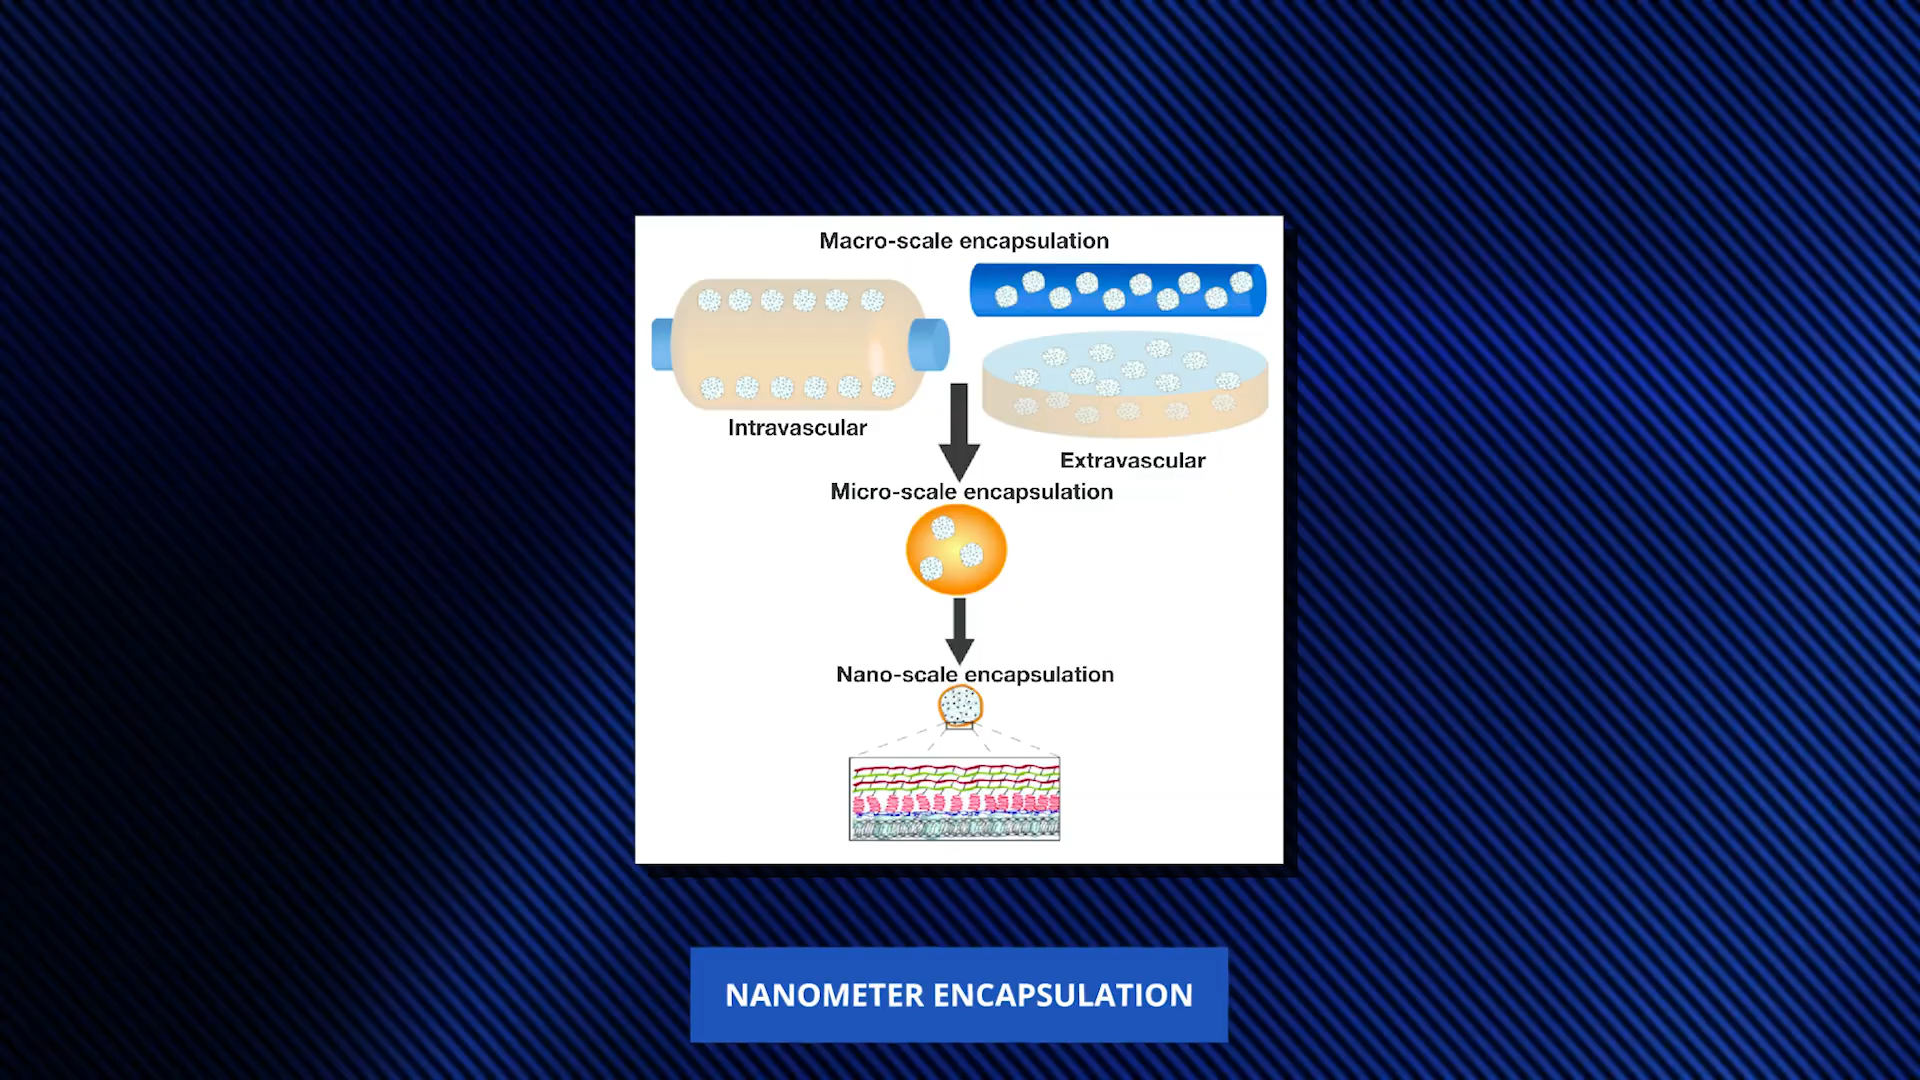 Macro-scale encapsulation
Intravascular
Extravascular
Micro-scale encapsulation
Nano-scale encapsulation
NANOMETER ENCAPSULATION